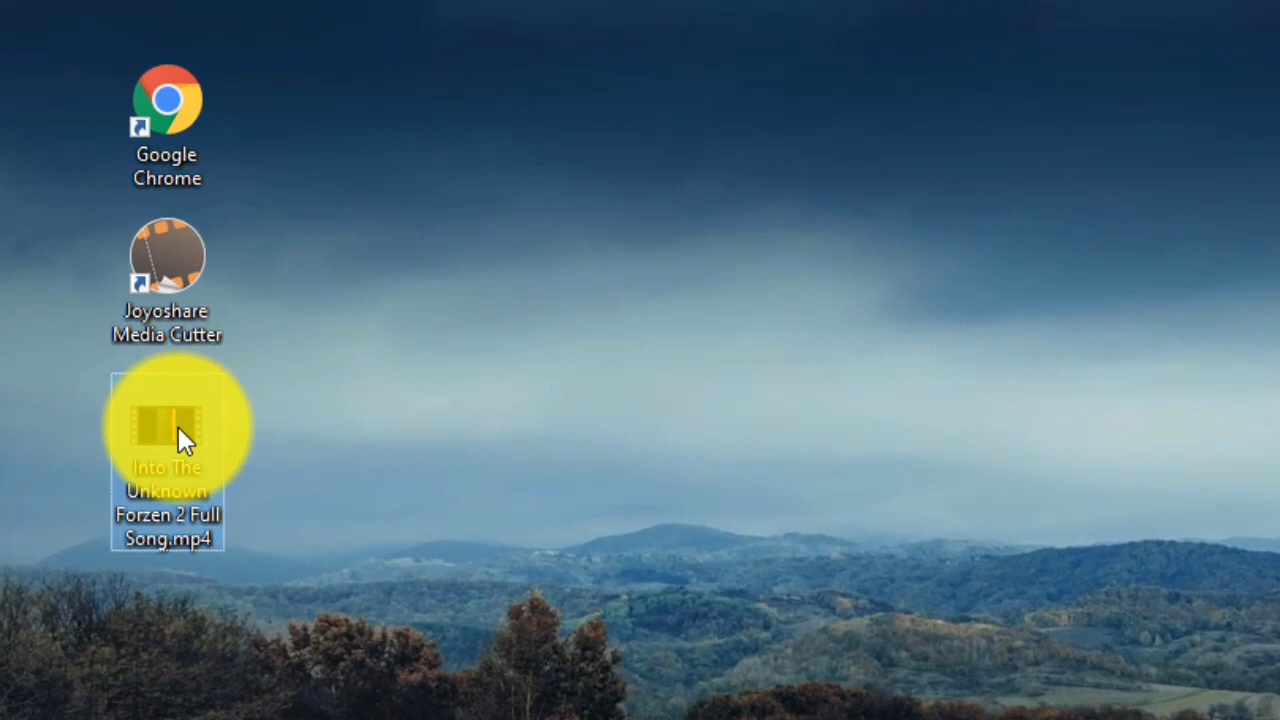 Google
Chrome
Joyoshare
Media Cutter
Into The
Unknown
Forzen 2 Full
Song.mp4